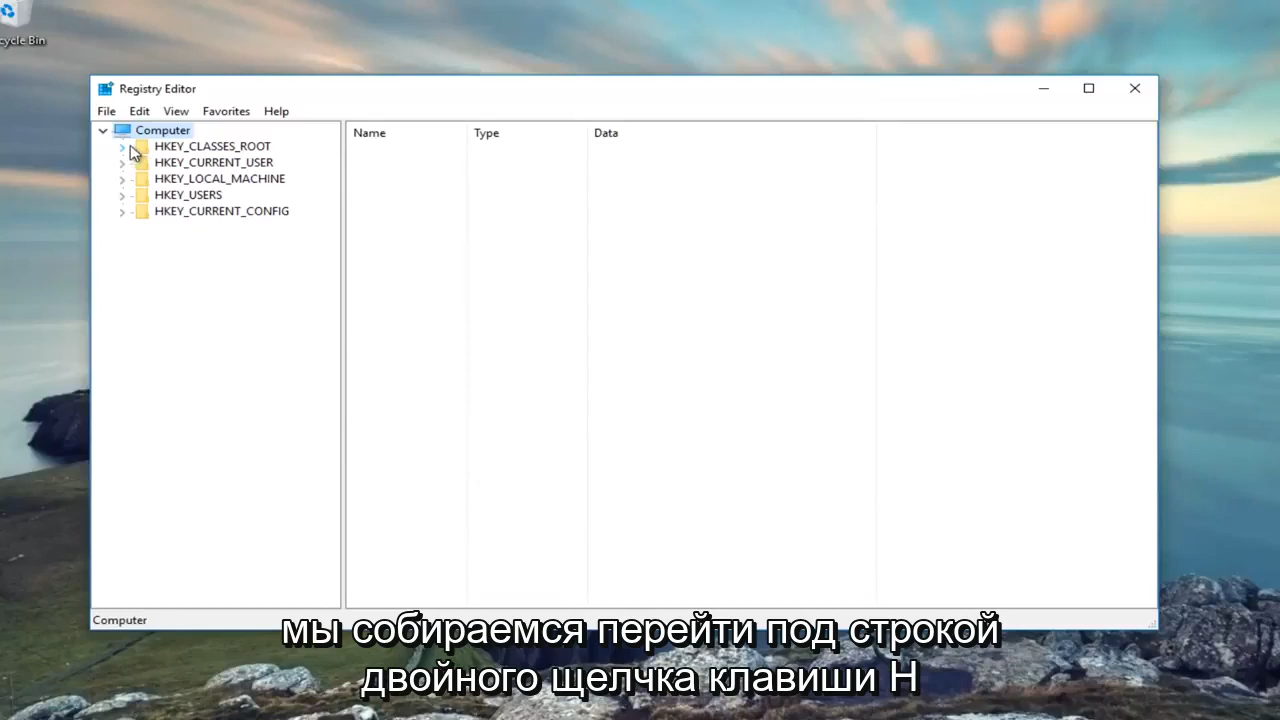 cycle Bin
Registry Editor
File Edit View Favorites Help
Computer
HKEY_CLASSES_ROOT
HKEY_CURRENT_USER
HKEY_LOCAL_MACHINE
HKEY_USERS
HKEY_CURRENT_CONFIG
Name Type Data
Computer
мы собираемся перейти под строкой
двойного щелчка клавиши H